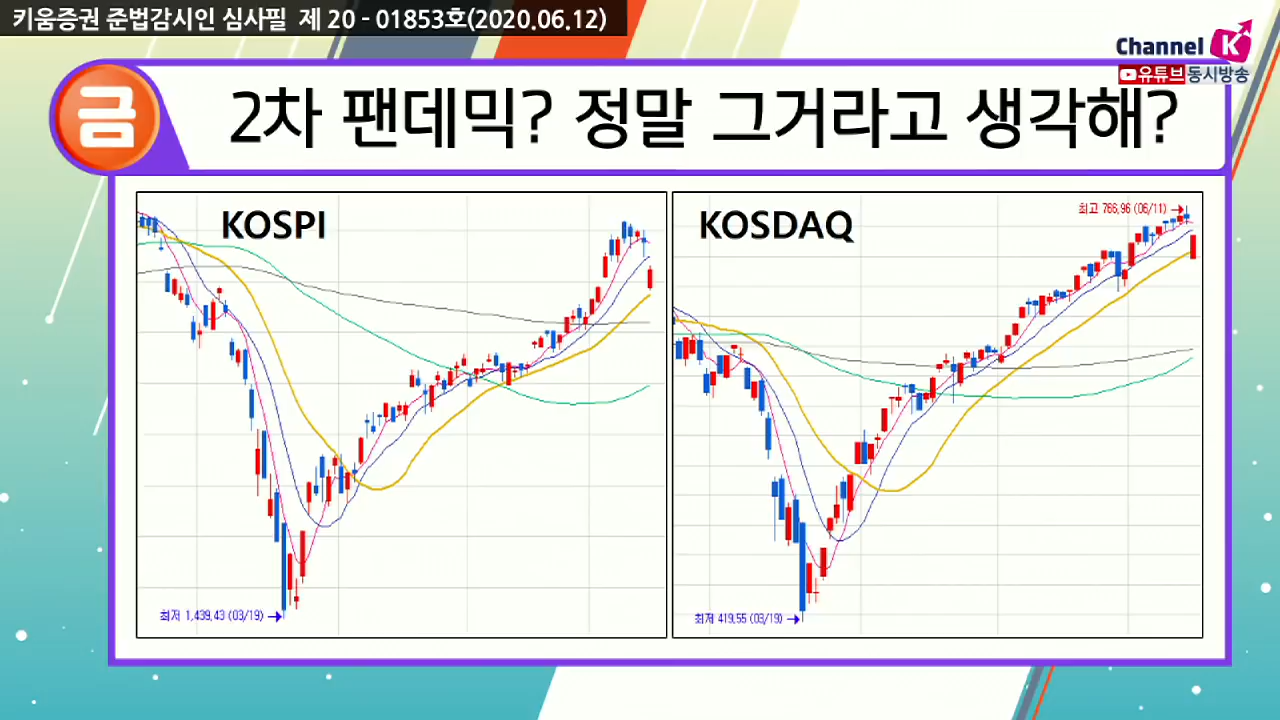 키움증권 준법감시인 심사필 제 20 - 01853호(2020.06.12)
Channel K
유튜브동시방송
금
2차 팬데믹? 정말 그거라고 생각해?
KOSPI
최저 1,439.43 (03/19)
KOSDAQ
최고 766.96 (06/11)
최저 419.55 (03/19)